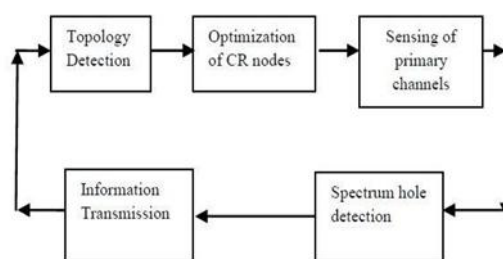 Topology
Detection
Optimization
of CR nodes
Sensing of
primary
channels
Information
Transmission
Spectrum hole
detection